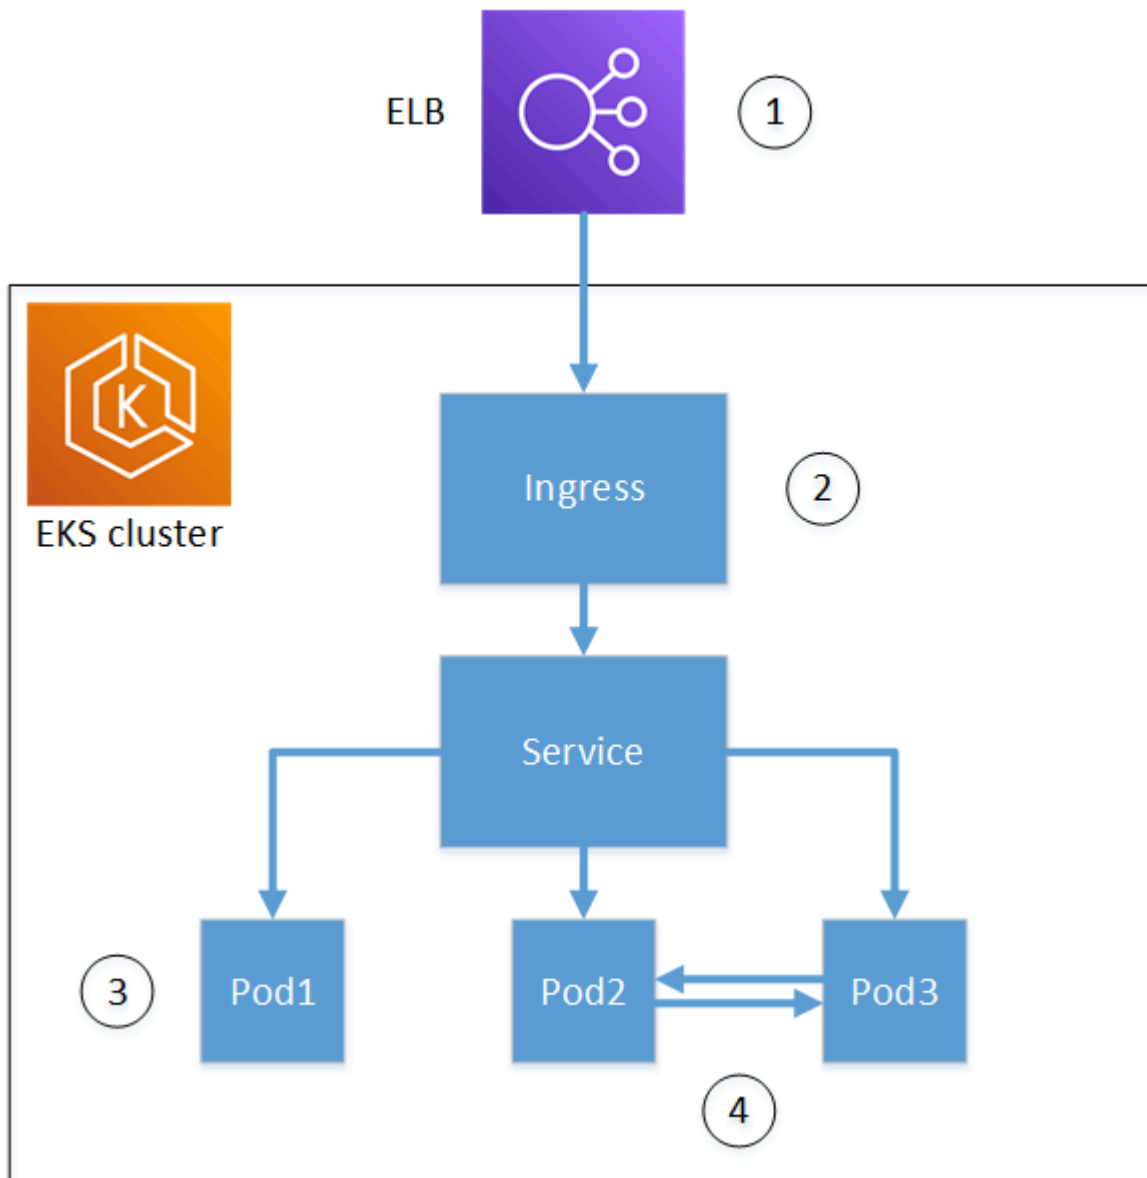 ELB
1
K
EKS cluster
Ingress
2
Service
3
Pod1
Pod2
Pod3
4